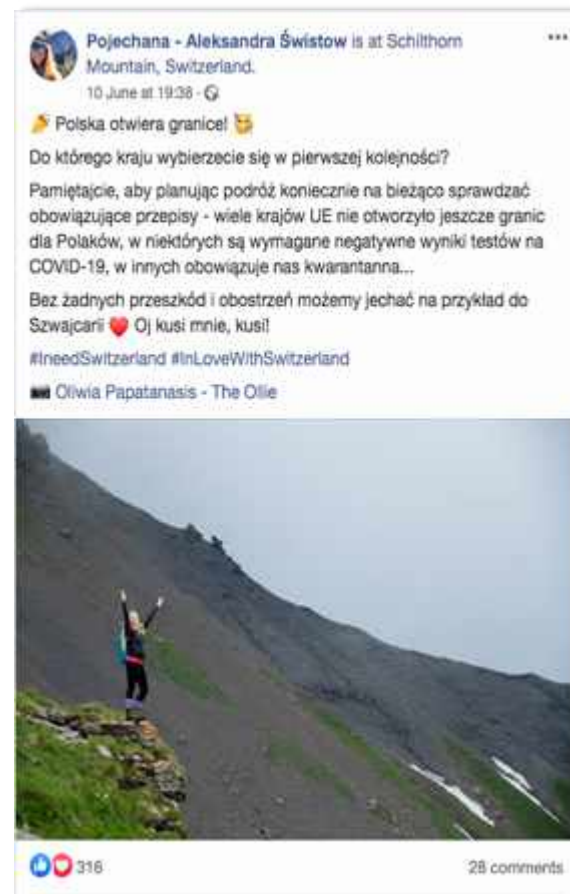 Pojechana - Aleksandra Świstow is at Schilthorn
Mountain, Switzerland.
10 June at 19:38 ·
Polska otwiera granice!
Do którego kraju wybierzecie się w pierwszej kolejności?
Pamiętajcie, aby planując podróż koniecznie na bieżąco sprawdzać
obowiązujące przepisy - wiele krajów UE nie otworzyło jeszcze granic
dla Polaków, w niektórych są wymagane negatywne wyniki testów na
COVID-19, w innych obowiązuje nas kwarantanna...
Bez żadnych przeszkód i obostrzeń możemy jechać na przykład do
Szwajcarii ❤️ Oj kusi mnie, kusi!
#IneedSwitzerland #InLoveWithSwitzerland
Oliwia Papatanasis - The Ollie
316
28 comments